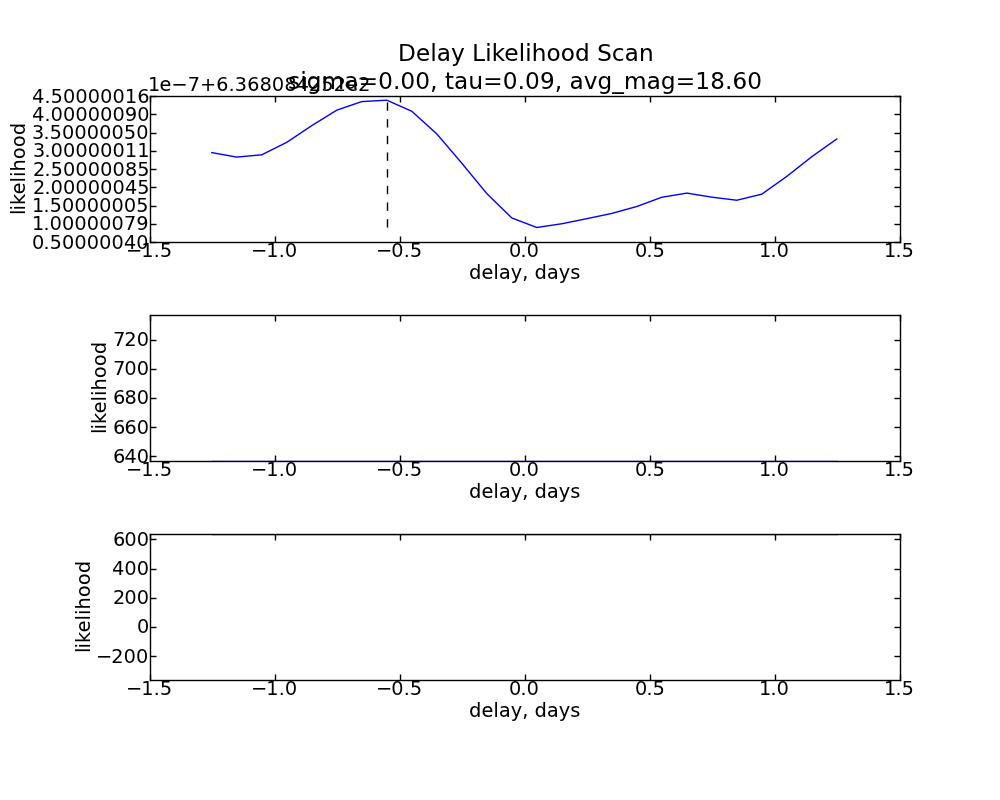 Delay Likelihood Scan
sigma=0.00, tau=0.09, avg_mag=18.60
4.50000016
4.00000090
3.50000050
3.00000011
2.50000085
2.00000045
1.50000005
1.00000079
0.50000040
likelihood
−1.5 −1.0 −0.5 0.0 0.5 1.0 1.5
delay, days
720
700
680
660
640
likelihood
−1.5 −1.0 −0.5 0.0 0.5 1.0 1.5
delay, days
600
400
200
0
−200
likelihood
−1.5 −1.0 −0.5 0.0 0.5 1.0 1.5
delay, days